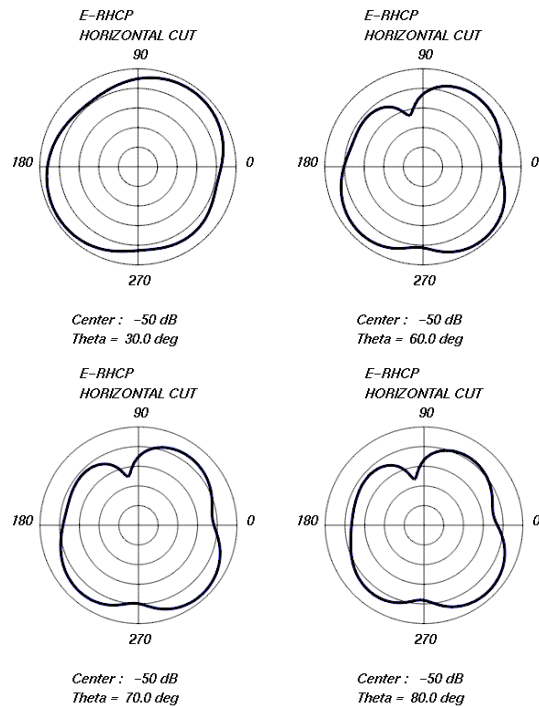 E-RHCP
HORIZONTAL CUT
90
180
0
270
Center : -50 dB
Theta = 30.0 deg
E-RHCP
HORIZONTAL CUT
90
180
0
270
Center : -50 dB
Theta = 60.0 deg
E-RHCP
HORIZONTAL CUT
90
180
0
270
Center : -50 dB
Theta = 70.0 deg
E-RHCP
HORIZONTAL CUT
90
180
0
270
Center : -50 dB
Theta = 80.0 deg